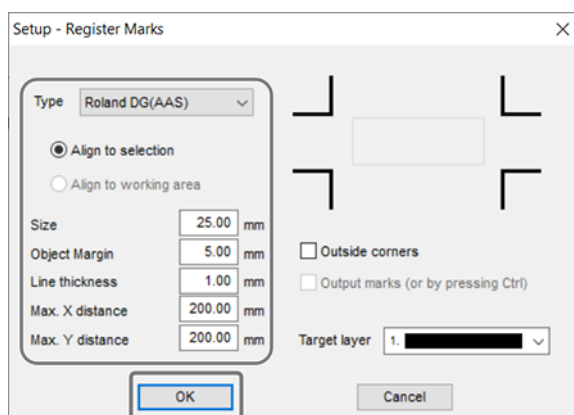 Setup - Register Marks
Type Roland DG(AAS)
Align to selection
Align to working area
Size 25.00 mm
Object Margin 5.00 mm
Line thickness 1.00 mm
Max. X distance 200.00 mm
Max. Y distance 200.00 mm
Outside corners
Output marks (or by pressing Ctrl)
Target layer 1.
OK
Cancel